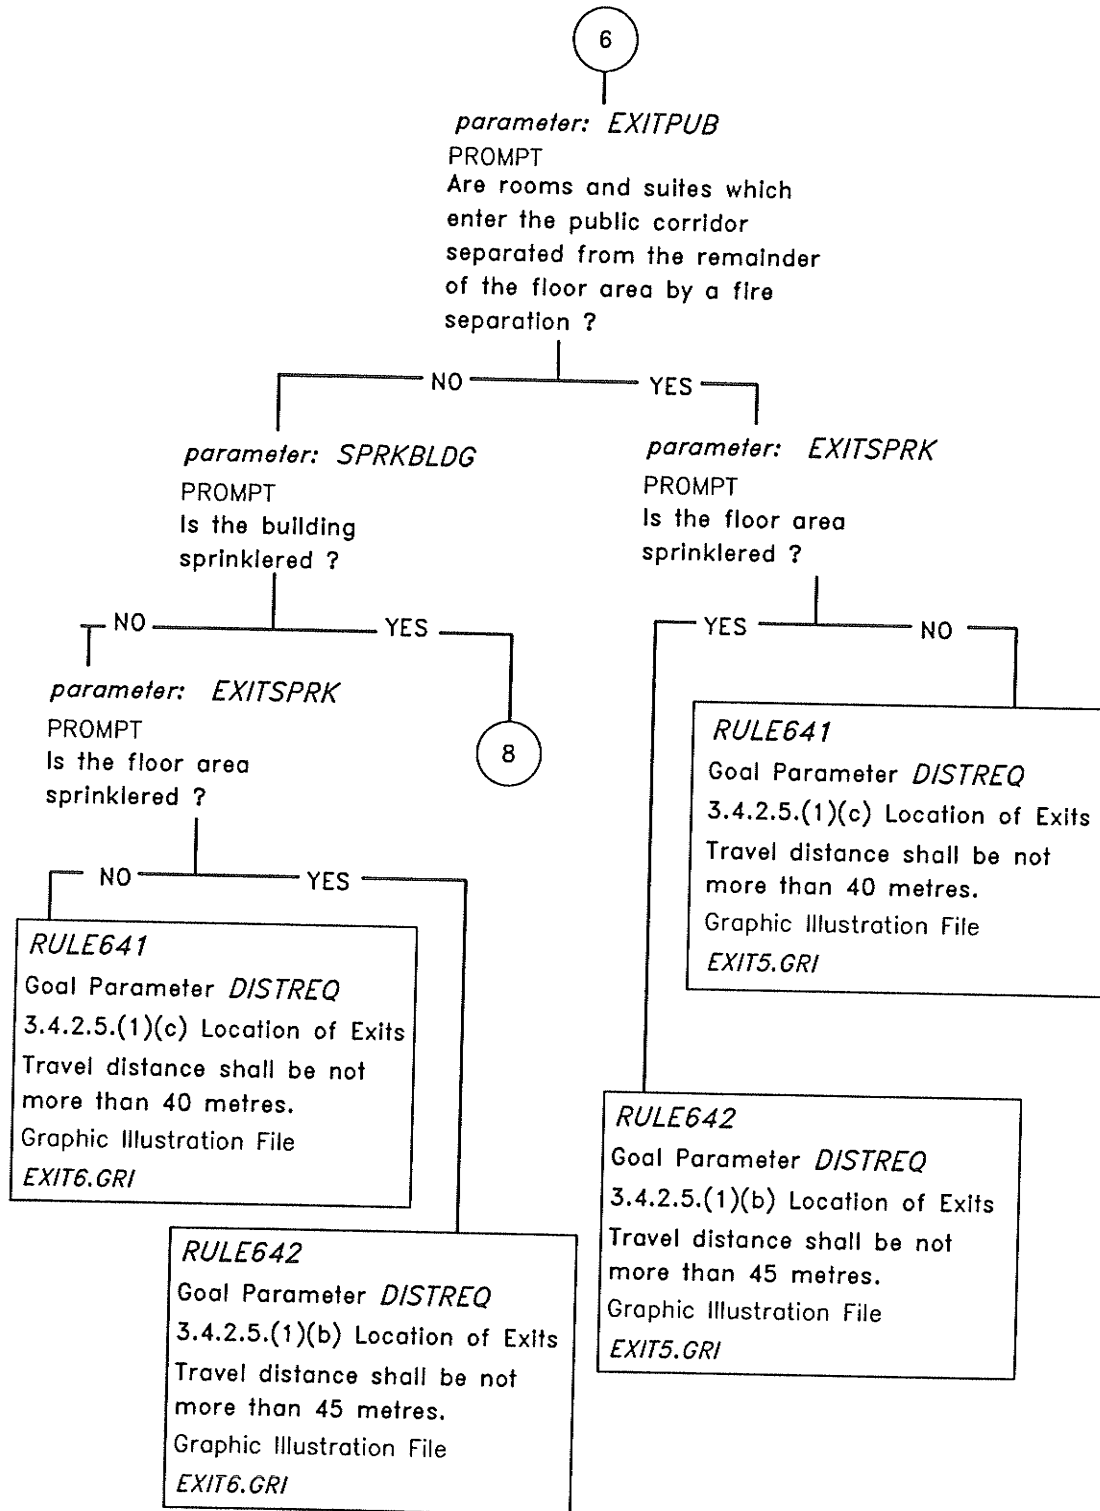 6
parameter: EXITPUB
PROMPT
Are rooms and suites which
enter the public corridor
separated from the remainder
of the floor area by a fire
separation ?
NO
YES
parameter: SPRKBLDG
PROMPT
Is the building
sprinklered ?
parameter: EXITSPRK
PROMPT
Is the floor area
sprinklered ?
NO
YES
YES
NO
parameter: EXITSPRK
PROMPT
Is the floor area
sprinklered ?
8
RULE641
Goal Parameter DISTREQ
3.4.2.5.(1)(c) Location of Exits
Travel distance shall be not
more than 40 metres.
Graphic Illustration File
EXIT5.GRI
NO
YES
RULE641
Goal Parameter DISTREQ
3.4.2.5.(1)(c) Location of Exits
Travel distance shall be not
more than 40 metres.
Graphic Illustration File
EXIT6.GRI
RULE642
Goal Parameter DISTREQ
3.4.2.5.(1)(b) Location of Exits
Travel distance shall be not
more than 45 metres.
Graphic Illustration File
EXIT5.GRI
RULE642
Goal Parameter DISTREQ
3.4.2.5.(1)(b) Location of Exits
Travel distance shall be not
more than 45 metres.
Graphic Illustration File
EXIT6.GRI